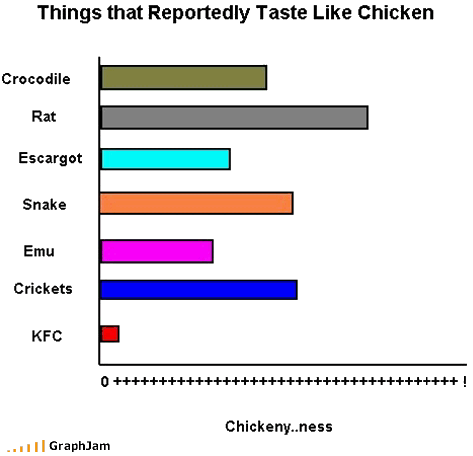 Things that Reportedly Taste Like Chicken
Crocodile
Rat
Escargot
Snake
Emu
Crickets
KFC
0 ++++++++++++++++++++++++++++++++++++++ !
Chickeny..ness
GraphJam